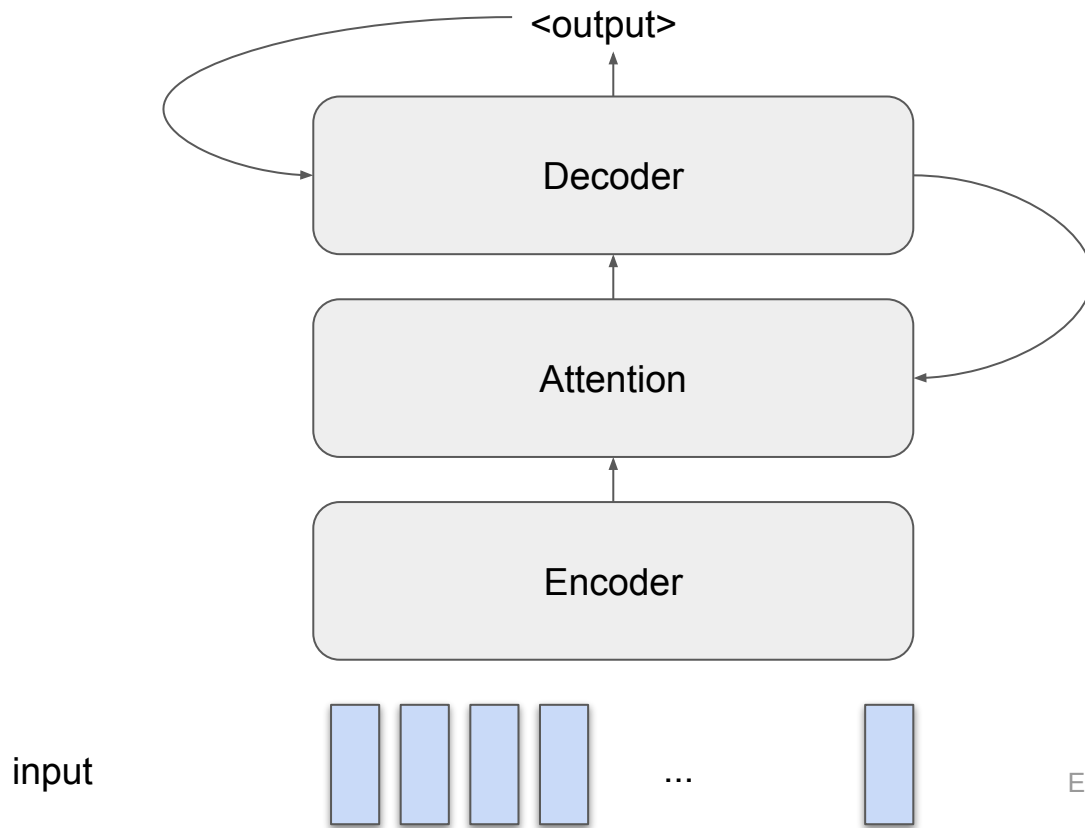 <output>
Decoder
Attention
Encoder
input
...
E